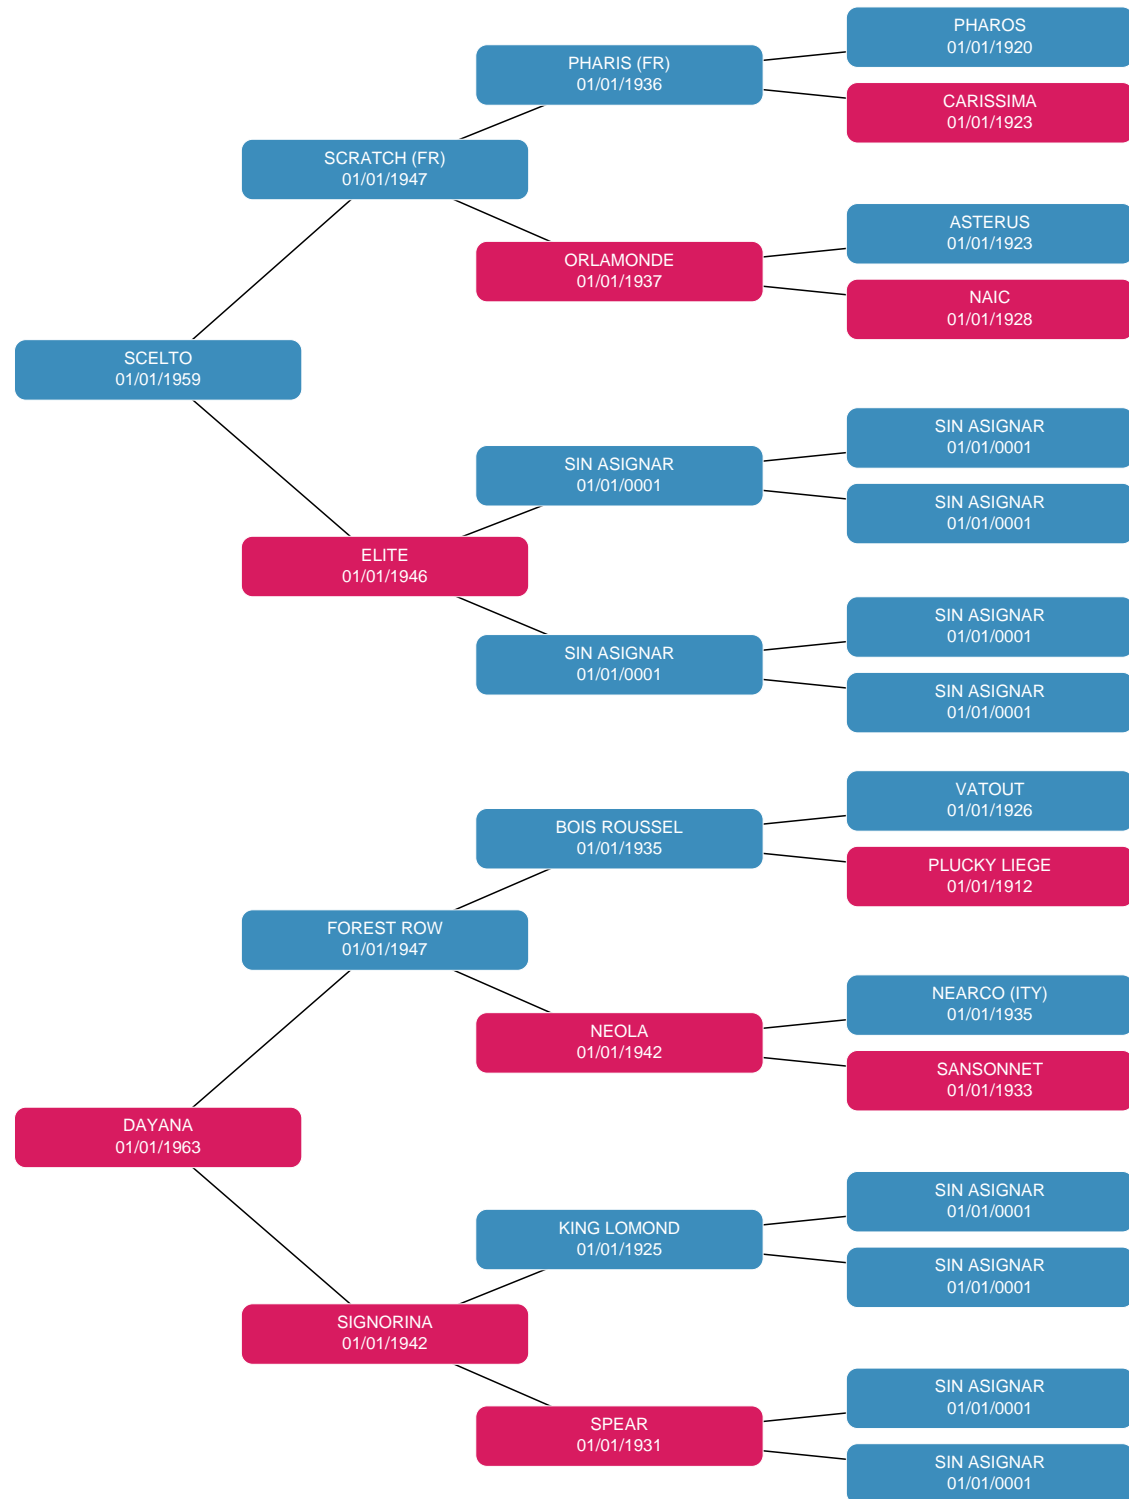 PHAROS
01/01/1920
PHARIS (FR)
01/01/1936
CARISSIMA
01/01/1923
SCRATCH (FR)
01/01/1947
ASTERUS
01/01/1923
ORLAMONDE
01/01/1937
NAIC
01/01/1928
SCELTO
01/01/1959
SIN ASIGNAR
01/01/0001
SIN ASIGNAR
01/01/0001
SIN ASIGNAR
01/01/0001
ELITE
01/01/1946
SIN ASIGNAR
01/01/0001
SIN ASIGNAR
01/01/0001
SIN ASIGNAR
01/01/0001
VATOUT
01/01/1926
BOIS ROUSSEL
01/01/1935
PLUCKY LIEGE
01/01/1912
FOREST ROW
01/01/1947
NEARCO (ITY)
01/01/1935
NEOLA
01/01/1942
SANSONNET
01/01/1933
DAYANA
01/01/1963
SIN ASIGNAR
01/01/0001
KING LOMOND
01/01/1925
SIN ASIGNAR
01/01/0001
SIGNORINA
01/01/1942
SIN ASIGNAR
01/01/0001
SPEAR
01/01/1931
SIN ASIGNAR
01/01/0001